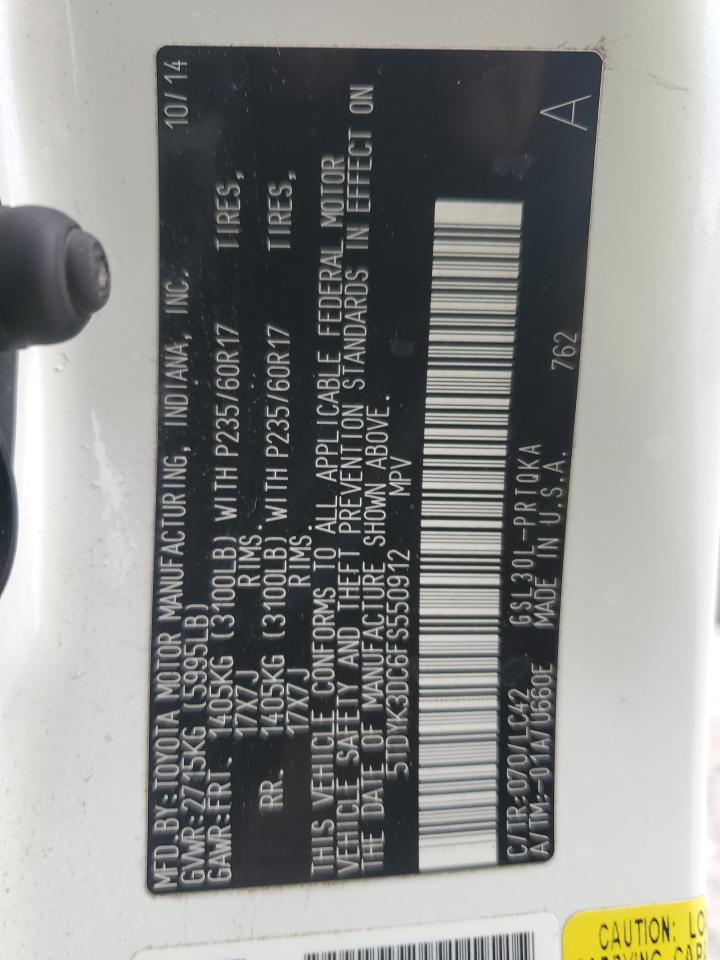 MFD.BY:TOYOTA MOTOR MANUFACTURING, INDIANA, INC. 10/14
GVWR:2715KG (5995LB)
GAWR:FRT. 1405KG (3100LB) WITH P235/60R17 TIRES,
17X7J RIMS.
RR. 1405KG (3100LB) WITH P235/60R17 TIRES,
17X7J RIMS.
THIS VEHICLE CONFORMS TO ALL APPLICABLE FEDERAL MOTOR
VEHICLE SAFETY AND THEFT PREVENTION STANDARDS IN EFFECT ON
THE DATE OF MANUFACTURE SHOWN ABOVE.
5TDYK3DC6FS550912 MPV
C/TR:070/LC42 GSL30L-PRTQKA 762 A
A/TM:-01A/U660E MADE IN U.S.A.
CAUTION: LO